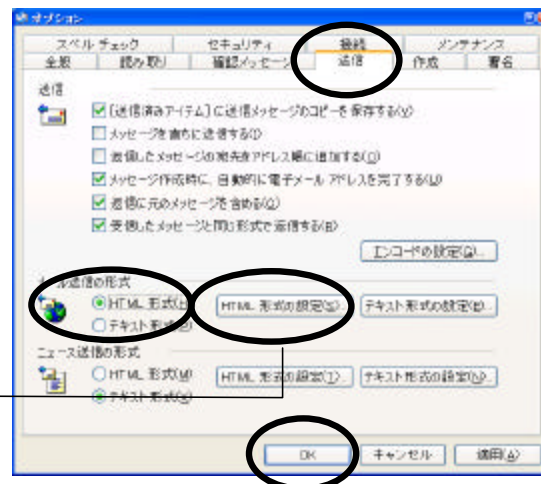 オプション
スペル チェック セキュリティ 接続 メンテナンス
全般 読み取り 確認メッセージ 送信 作成 署名
送信
[送信済みアイテム]に送信メッセージのコピーを保存する(V)
メッセージを直ちに送信する(I)
返信したメッセージの宛先をアドレス帳に追加する(O)
メッセージ作成時に、自動的に電子メール アドレスを完了する(U)
返信に元のメッセージを含める(Q)
受信したメッセージと同じ形式で返信する(R)
エンコードの設定(G)...
メール送信の形式
HTML 形式(H) HTML 形式の設定(S)... テキスト形式の設定(E)...
テキスト形式(P)
ニュース送信の形式
HTML 形式(M) HTML 形式の設定(T)... テキスト形式の設定(N)...
テキスト形式(X)
OK キャンセル 適用(A)